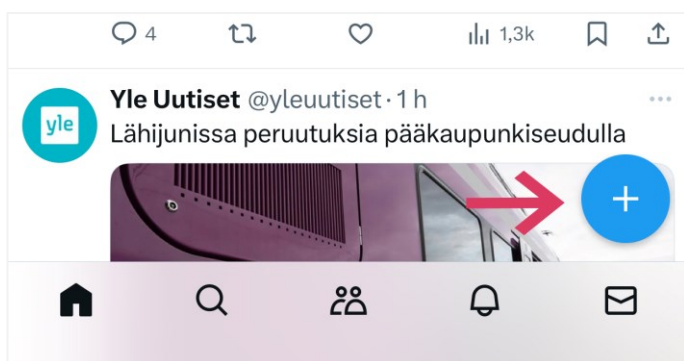 4 1,3k
yle Yle Uutiset @yleuutiset · 1 h
Lähijunissa peruutuksia pääkaupunkiseudulla